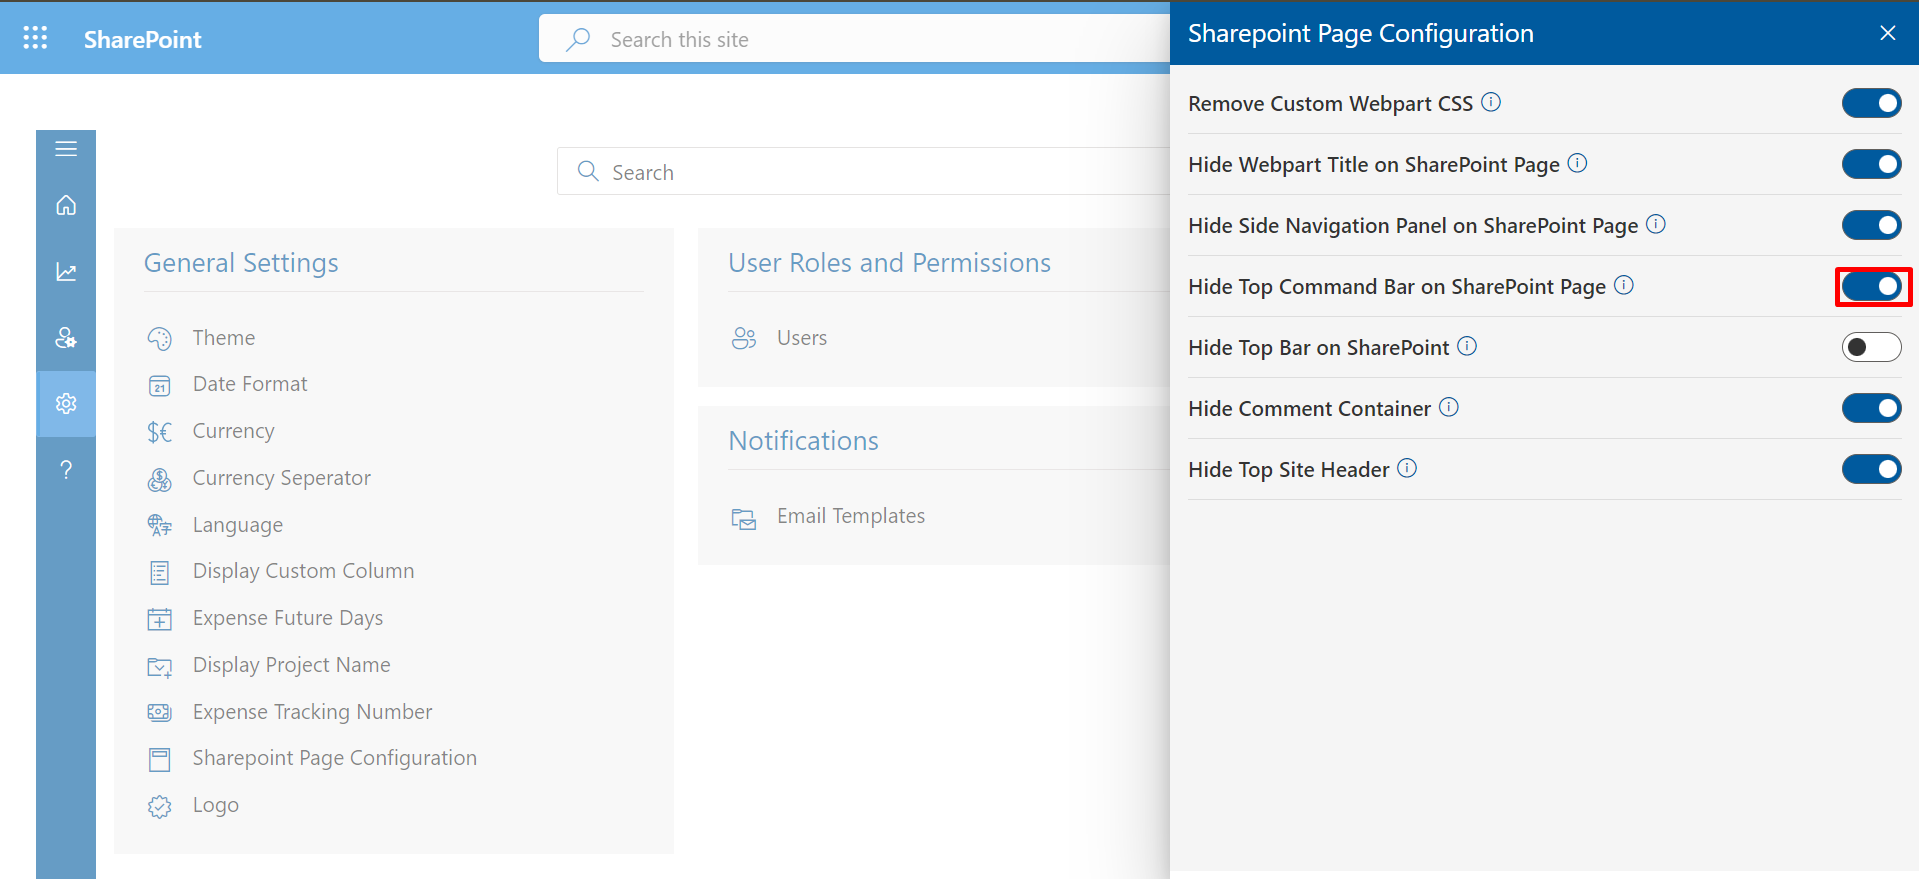 SharePoint
Search this site
Search
General Settings
Theme
21
Date Format
$€
Currency
Currency Seperator
Language
Display Custom Column
Expense Future Days
Display Project Name
Expense Tracking Number
Sharepoint Page Configuration
Logo
User Roles and Permissions
Users
Notifications
Email Templates
Sharepoint Page Configuration
Remove Custom Webpart CSS
Hide Webpart Title on SharePoint Page
Hide Side Navigation Panel on SharePoint Page
Hide Top Command Bar on SharePoint Page
Hide Top Bar on SharePoint
Hide Comment Container
Hide Top Site Header